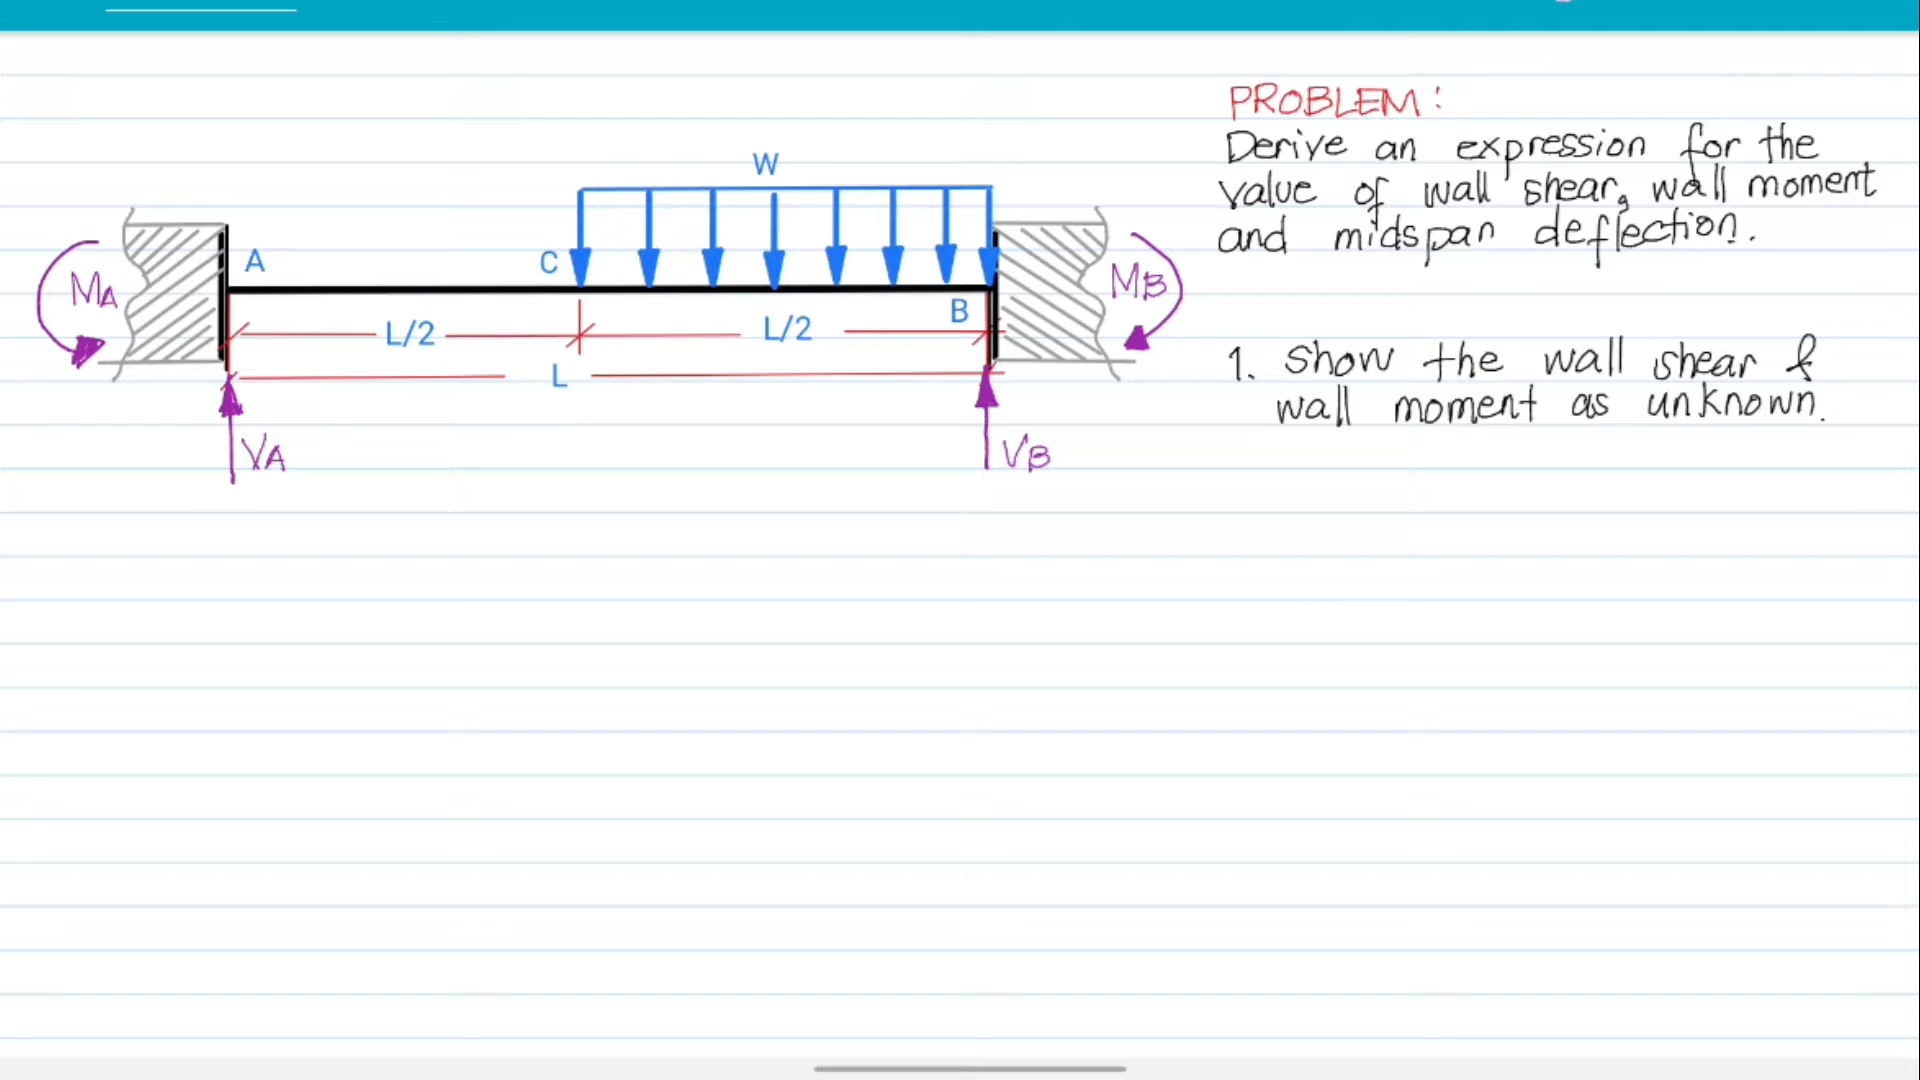 PROBLEM:
Derive an expression for the
value of wall shear, wall moment
and midspan deflection.
W
A
C
B
MA
MB
L/2
L/2
L
VA
VB
1. Show the wall shear &
wall moment as unknown.